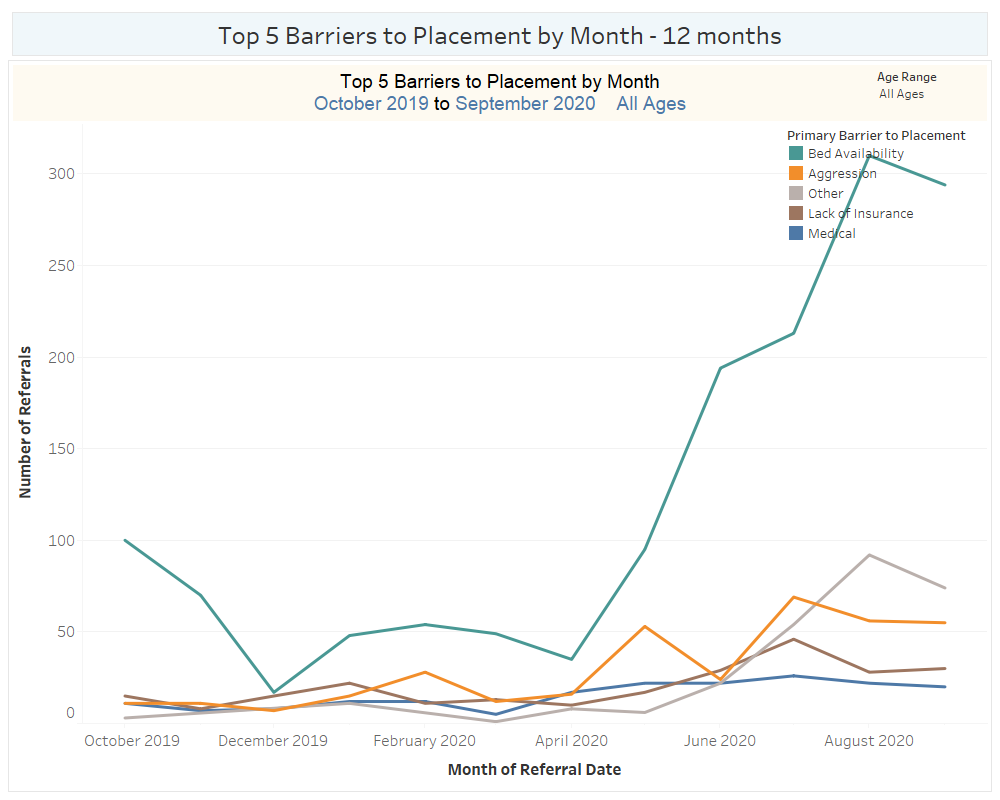 Top 5 Barriers to Placement by Month - 12 months
Top 5 Barriers to Placement by Month
October 2019 to September 2020 All Ages
Age Range
All Ages
Primary Barrier to Placement
Bed Availability
Aggression
Other
Lack of Insurance
Medical
Number of Referrals
300
250
200
150
100
50
0
October 2019 December 2019 February 2020 April 2020 June 2020 August 2020
Month of Referral Date